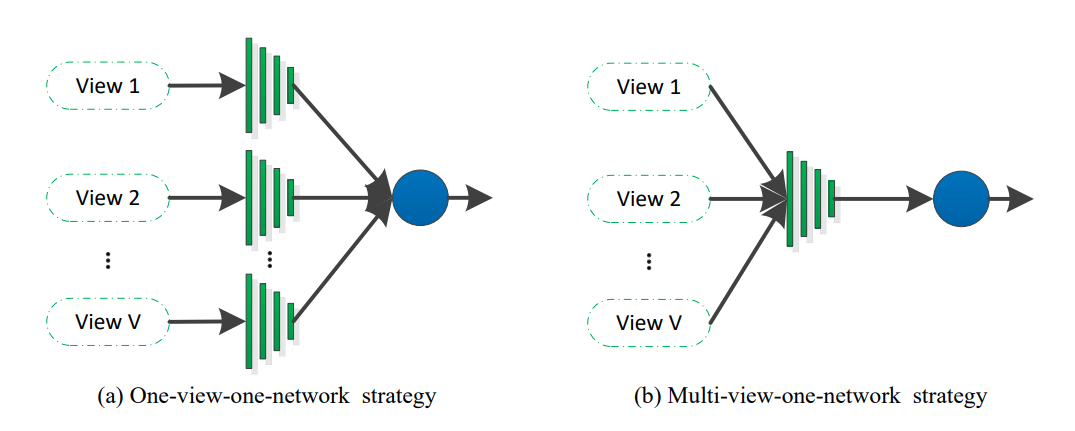 View 1
View 2
⋮
⋮
View V
(a) One-view-one-network strategy
View 1
View 2
⋮
View V
(b) Multi-view-one-network strategy